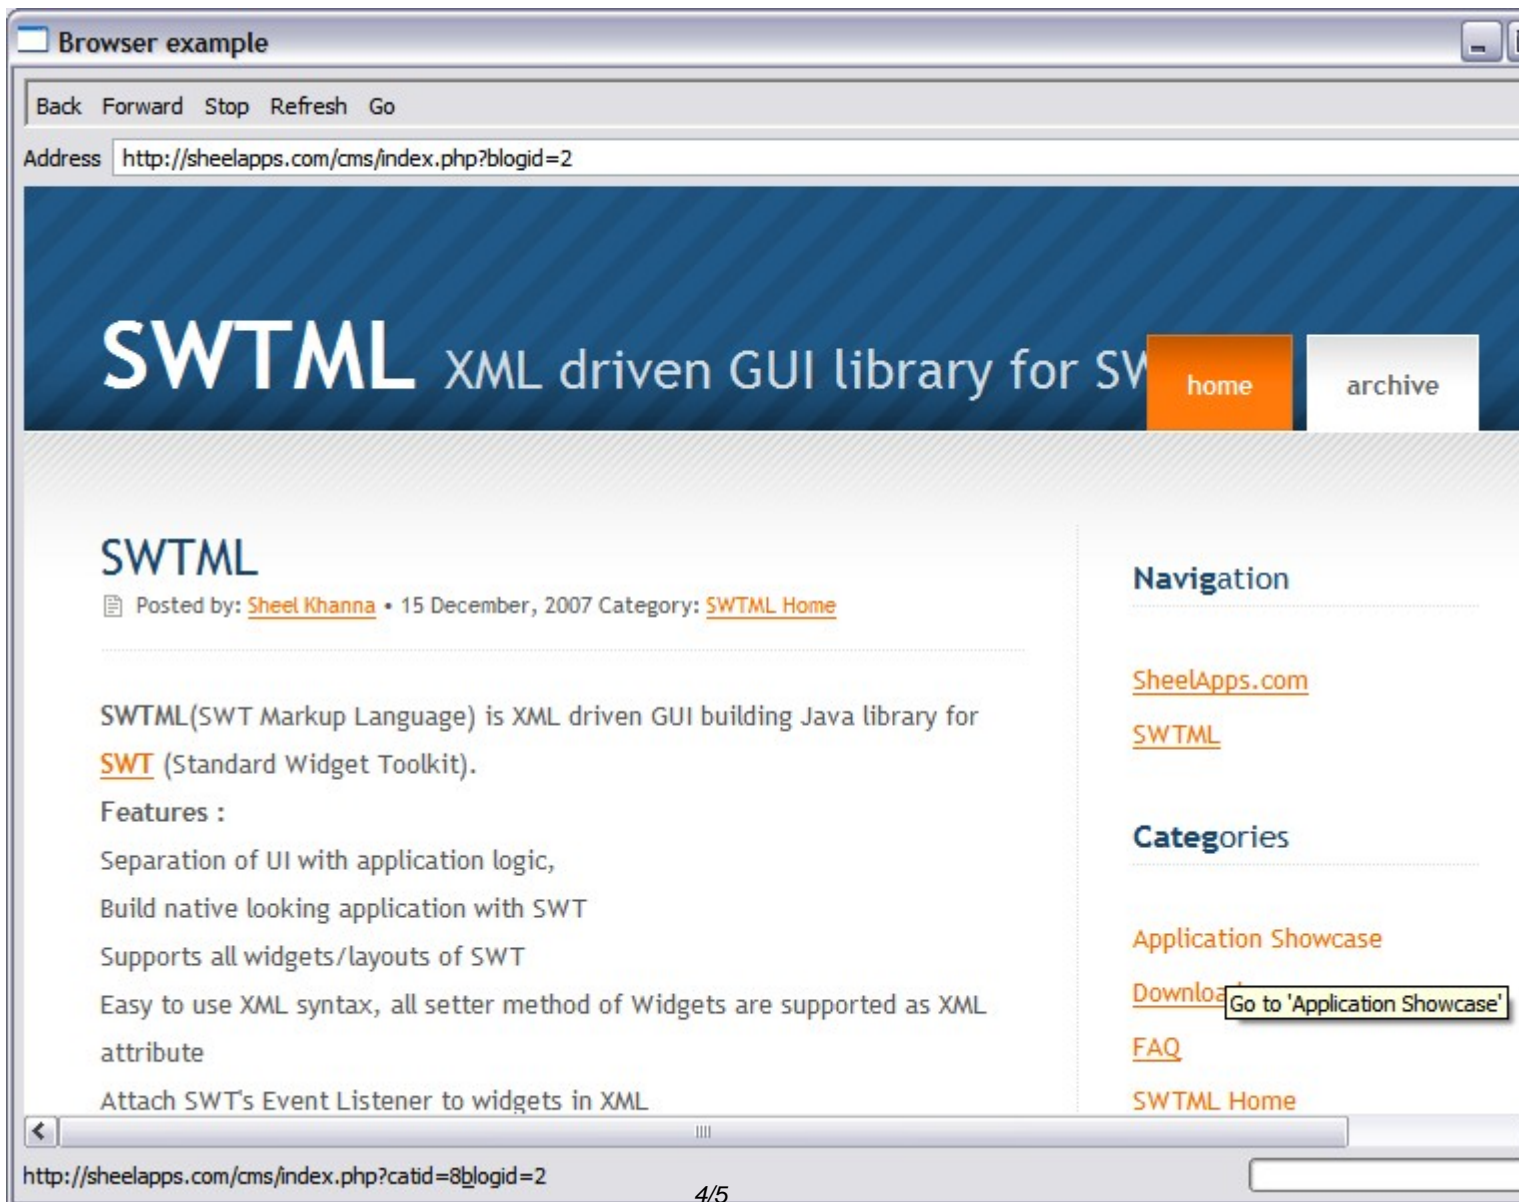 Browser example
Back Forward Stop Refresh Go
Address http://sheelapps.com/cms/index.php?blogid=2
SWTML XML driven GUI library for
home
archive
SWTML
Posted by: Sheel Khanna • 15 December, 2007 Category: SWTML Home
SWTML(SWT Markup Language) is XML driven GUI building Java library for
SWT (Standard Widget Toolkit).
Features :
Separation of UI with application logic,
Build native looking application with SWT
Supports all widgets/layouts of SWT
Easy to use XML syntax, all setter method of Widgets are supported as XML
attribute
Attach SWT's Event Listener to widgets in XML
Navigation
SheelApps.com
SWTML
Categories
Application Showcase
Go to 'Application Showcase'
FAQ
SWTML Home
http://sheelapps.com/cms/index.php?catid=8blogid=2
4/5